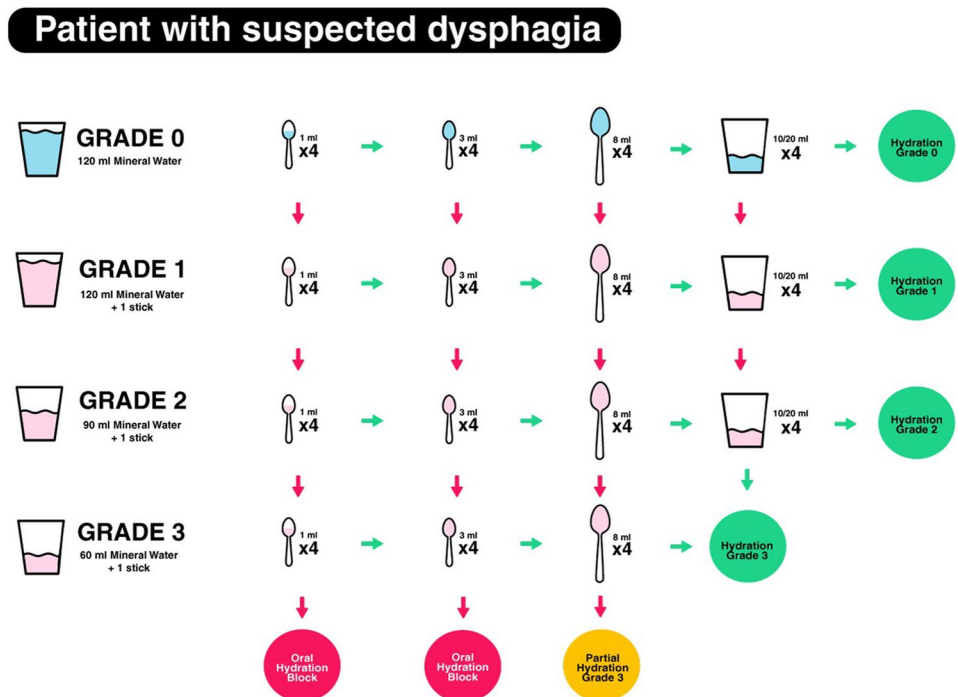 Patient with suspected dysphagia
GRADE 0
120 ml Mineral Water
1 ml
x4
3 ml
x4
8 ml
x4
10/20 ml
x4
Hydration
Grade 0
GRADE 1
120 ml Mineral Water
+ 1 stick
1 ml
x4
3 ml
x4
8 ml
x4
10/20 ml
x4
Hydration
Grade 1
GRADE 2
90 ml Mineral Water
+ 1 stick
1 ml
x4
3 ml
x4
8 ml
x4
10/20 ml
x4
Hydration
Grade 2
GRADE 3
60 ml Mineral Water
+ 1 stick
1 ml
x4
3 ml
x4
8 ml
x4
Hydration
Grade 3
Oral
Hydration
Block
Oral
Hydration
Block
Partial
Hydration
Grade 3